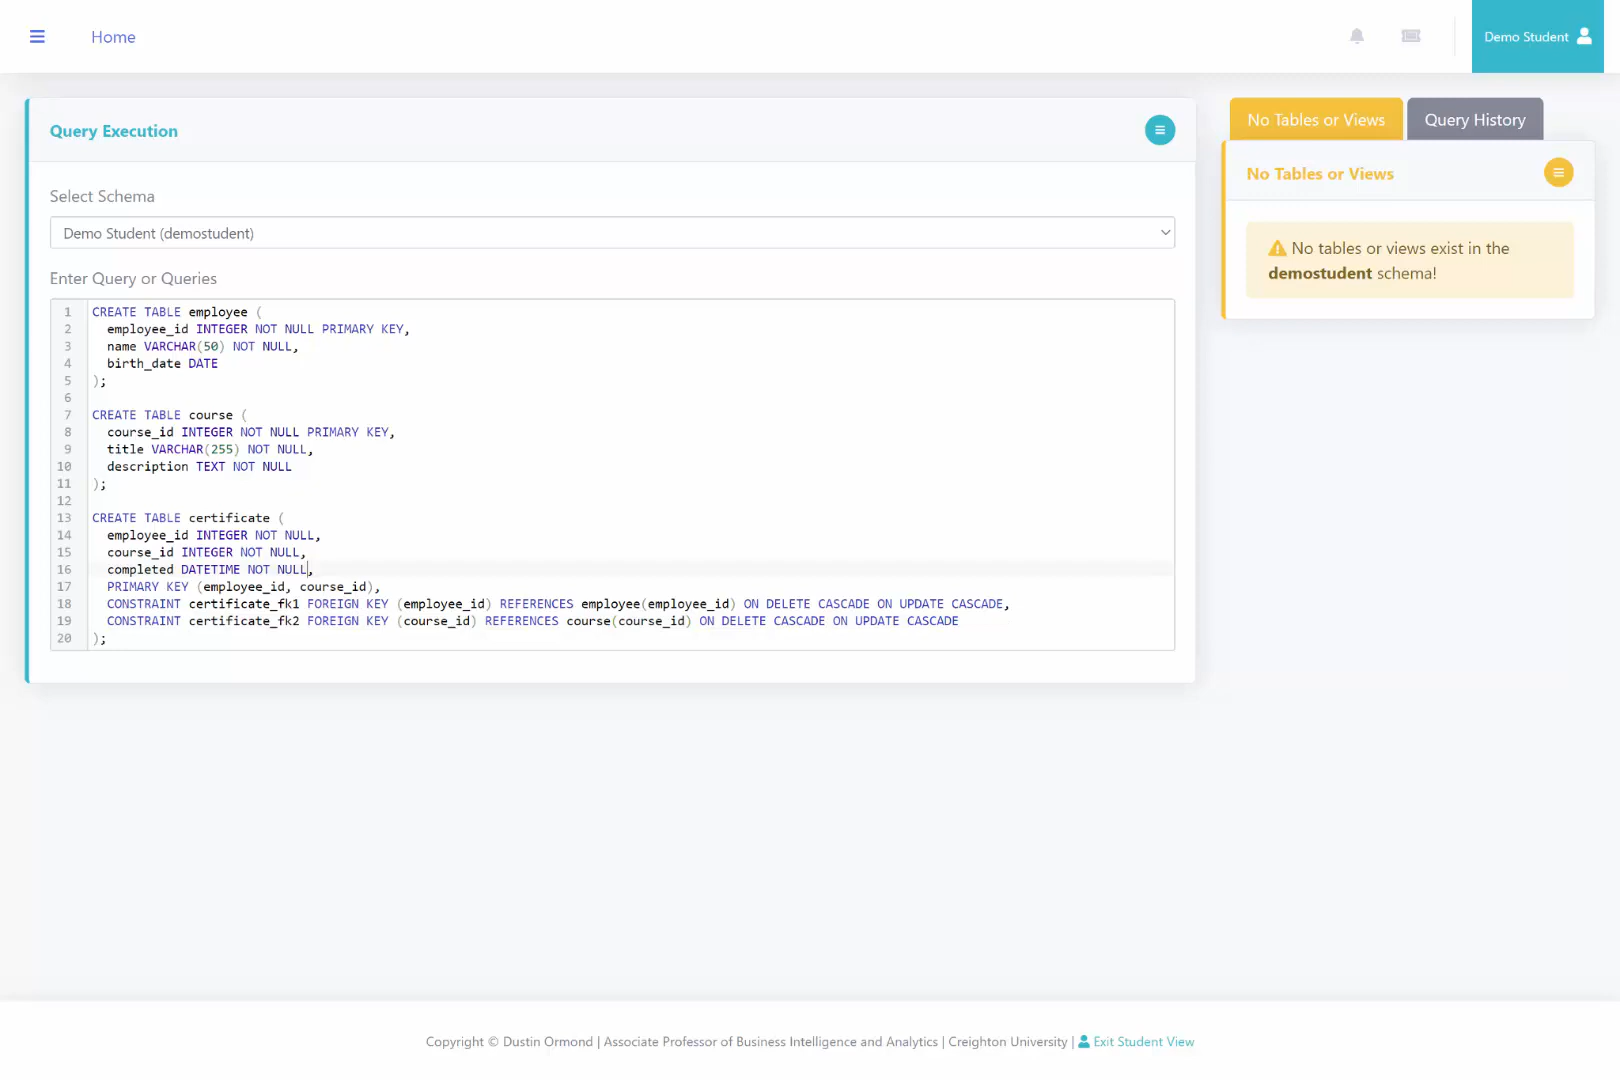 Home
Demo Student
Query Execution
Select Schema
Demo Student (demostudent)
Enter Query or Queries
1 CREATE TABLE employee (
2 employee_id INTEGER NOT NULL PRIMARY KEY,
3 name VARCHAR(50) NOT NULL,
4 birth_date DATE
5 );
6
7 CREATE TABLE course (
8 course_id INTEGER NOT NULL PRIMARY KEY,
9 title VARCHAR(255) NOT NULL,
10 description TEXT NOT NULL
11 );
12
13 CREATE TABLE certificate (
14 employee_id INTEGER NOT NULL,
15 course_id INTEGER NOT NULL,
16 completed DATETIME NOT NULL,
17 PRIMARY KEY (employee_id, course_id),
18 CONSTRAINT certificate_fk1 FOREIGN KEY (employee_id) REFERENCES employee(employee_id) ON DELETE CASCADE ON UPDATE CASCADE,
19 CONSTRAINT certificate_fk2 FOREIGN KEY (course_id) REFERENCES course(course_id) ON DELETE CASCADE ON UPDATE CASCADE
20 );
No Tables or Views
Query History
No Tables or Views
No tables or views exist in the
demostudent schema!
Copyright © Dustin Ormond | Associate Professor of Business Intelligence and Analytics | Creighton University | Exit Student View